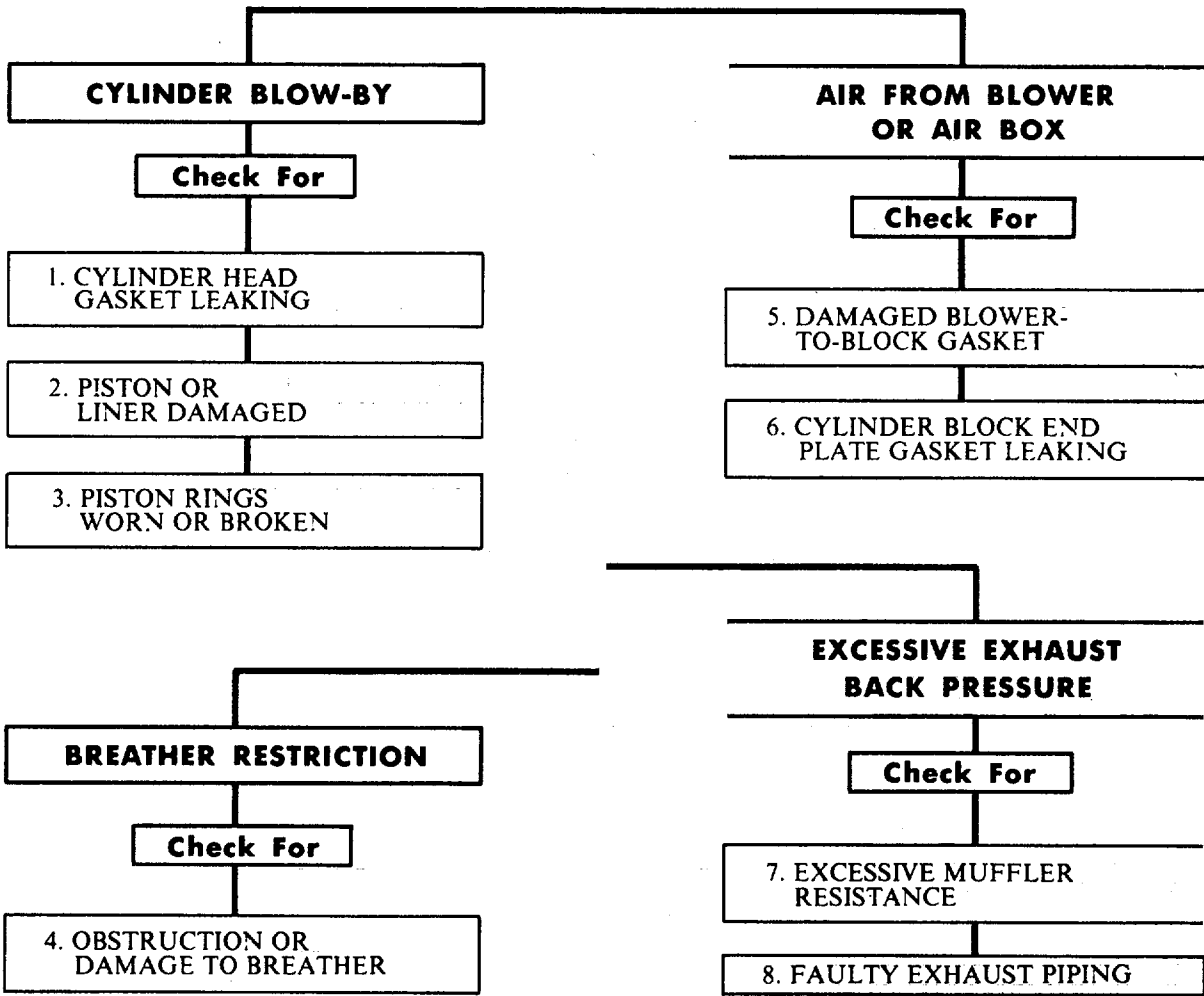 CYLINDER BLOW-BY
Check For
1. CYLINDER HEAD
GASKET LEAKING
2. PISTON OR
LINER DAMAGED
3. PISTON RINGS
WORN OR BROKEN
AIR FROM BLOWER
OR AIR BOX
Check For
5. DAMAGED BLOWER-
TO-BLOCK GASKET
6. CYLINDER BLOCK END
PLATE GASKET LEAKING
BREATHER RESTRICTION
Check For
4. OBSTRUCTION OR
DAMAGE TO BREATHER
EXCESSIVE EXHAUST
BACK PRESSURE
Check For
7. EXCESSIVE MUFFLER
RESISTANCE
8. FAULTY EXHAUST PIPING